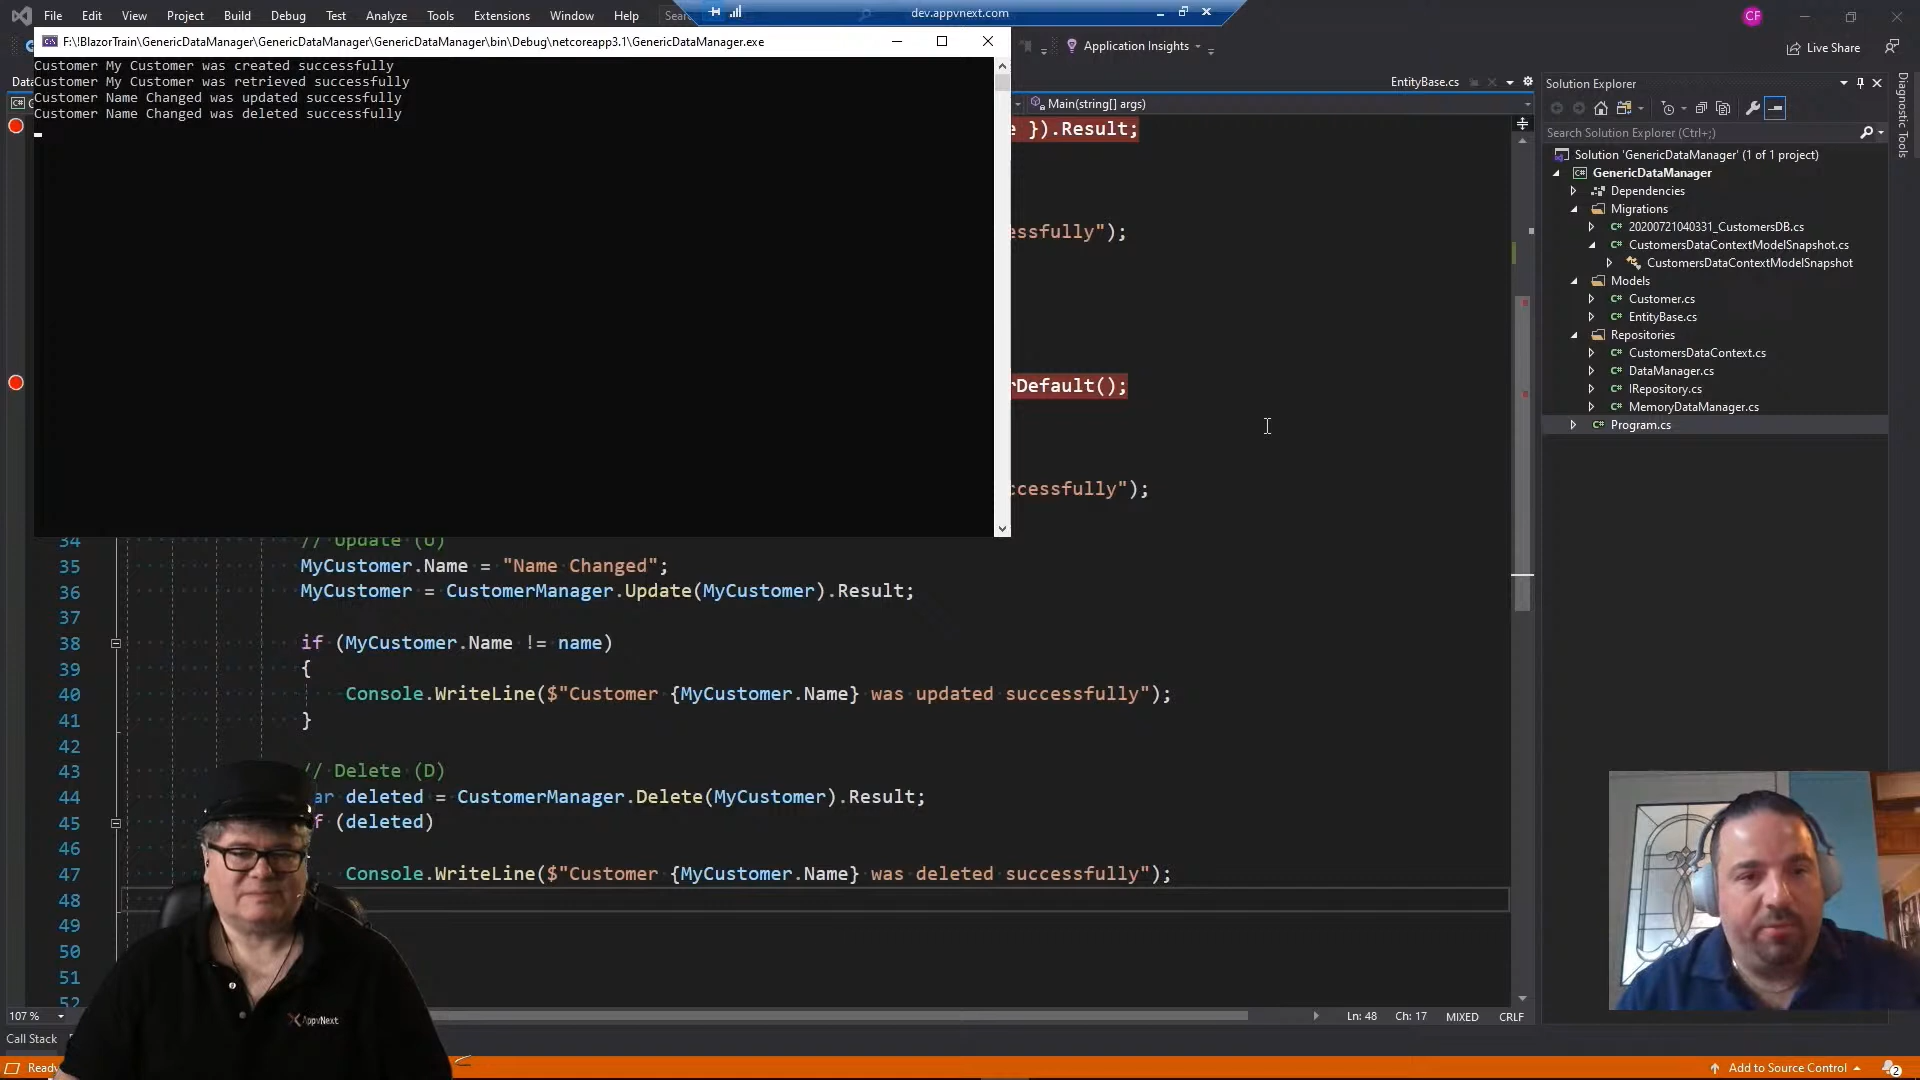 File Edit View Project Build Debug Test Analyze Tools Extensions Window Help
dev.appvnext.com
CF
F:\!BlazorTrain\GenericDataManager\GenericDataManager\GenericDataManager\bin\Debug\netcoreapp3.1\GenericDataManager.exe
Application Insights
Live Share
Customer My Customer was created successfully
Customer My Customer was retrieved successfully
Customer Name Changed was updated successfully
Customer Name Changed was deleted successfully
EntityBase.cs
Main(string[] args)
e }).Result;
essfully");
rDefault();
ccessfully");
34 // Update (U)
35 MyCustomer.Name = "Name Changed";
36 MyCustomer = CustomerManager.Update(MyCustomer).Result;
37
38 if (MyCustomer.Name != name)
39 {
40 Console.WriteLine($"Customer {MyCustomer.Name} was updated successfully");
41 }
42
43 // Delete (D)
44 ar deleted = CustomerManager.Delete(MyCustomer).Result;
45 f (deleted)
46
47 Console.WriteLine($"Customer {MyCustomer.Name} was deleted successfully");
48
49
50
51
52
107 %
Ln: 48 Ch: 17 MIXED CRLF
Call Stack
Ready
Add to Source Control
2
AppvNext
Solution Explorer
Search Solution Explorer (Ctrl+;)
Solution 'GenericDataManager' (1 of 1 project)
GenericDataManager
Dependencies
Migrations
20200721040331_CustomersDB.cs
CustomersDataContextModelSnapshot.cs
CustomersDataContextModelSnapshot
Models
Customer.cs
EntityBase.cs
Repositories
CustomersDataContext.cs
DataManager.cs
IRepository.cs
MemoryDataManager.cs
Program.cs
Diagnostic Tools